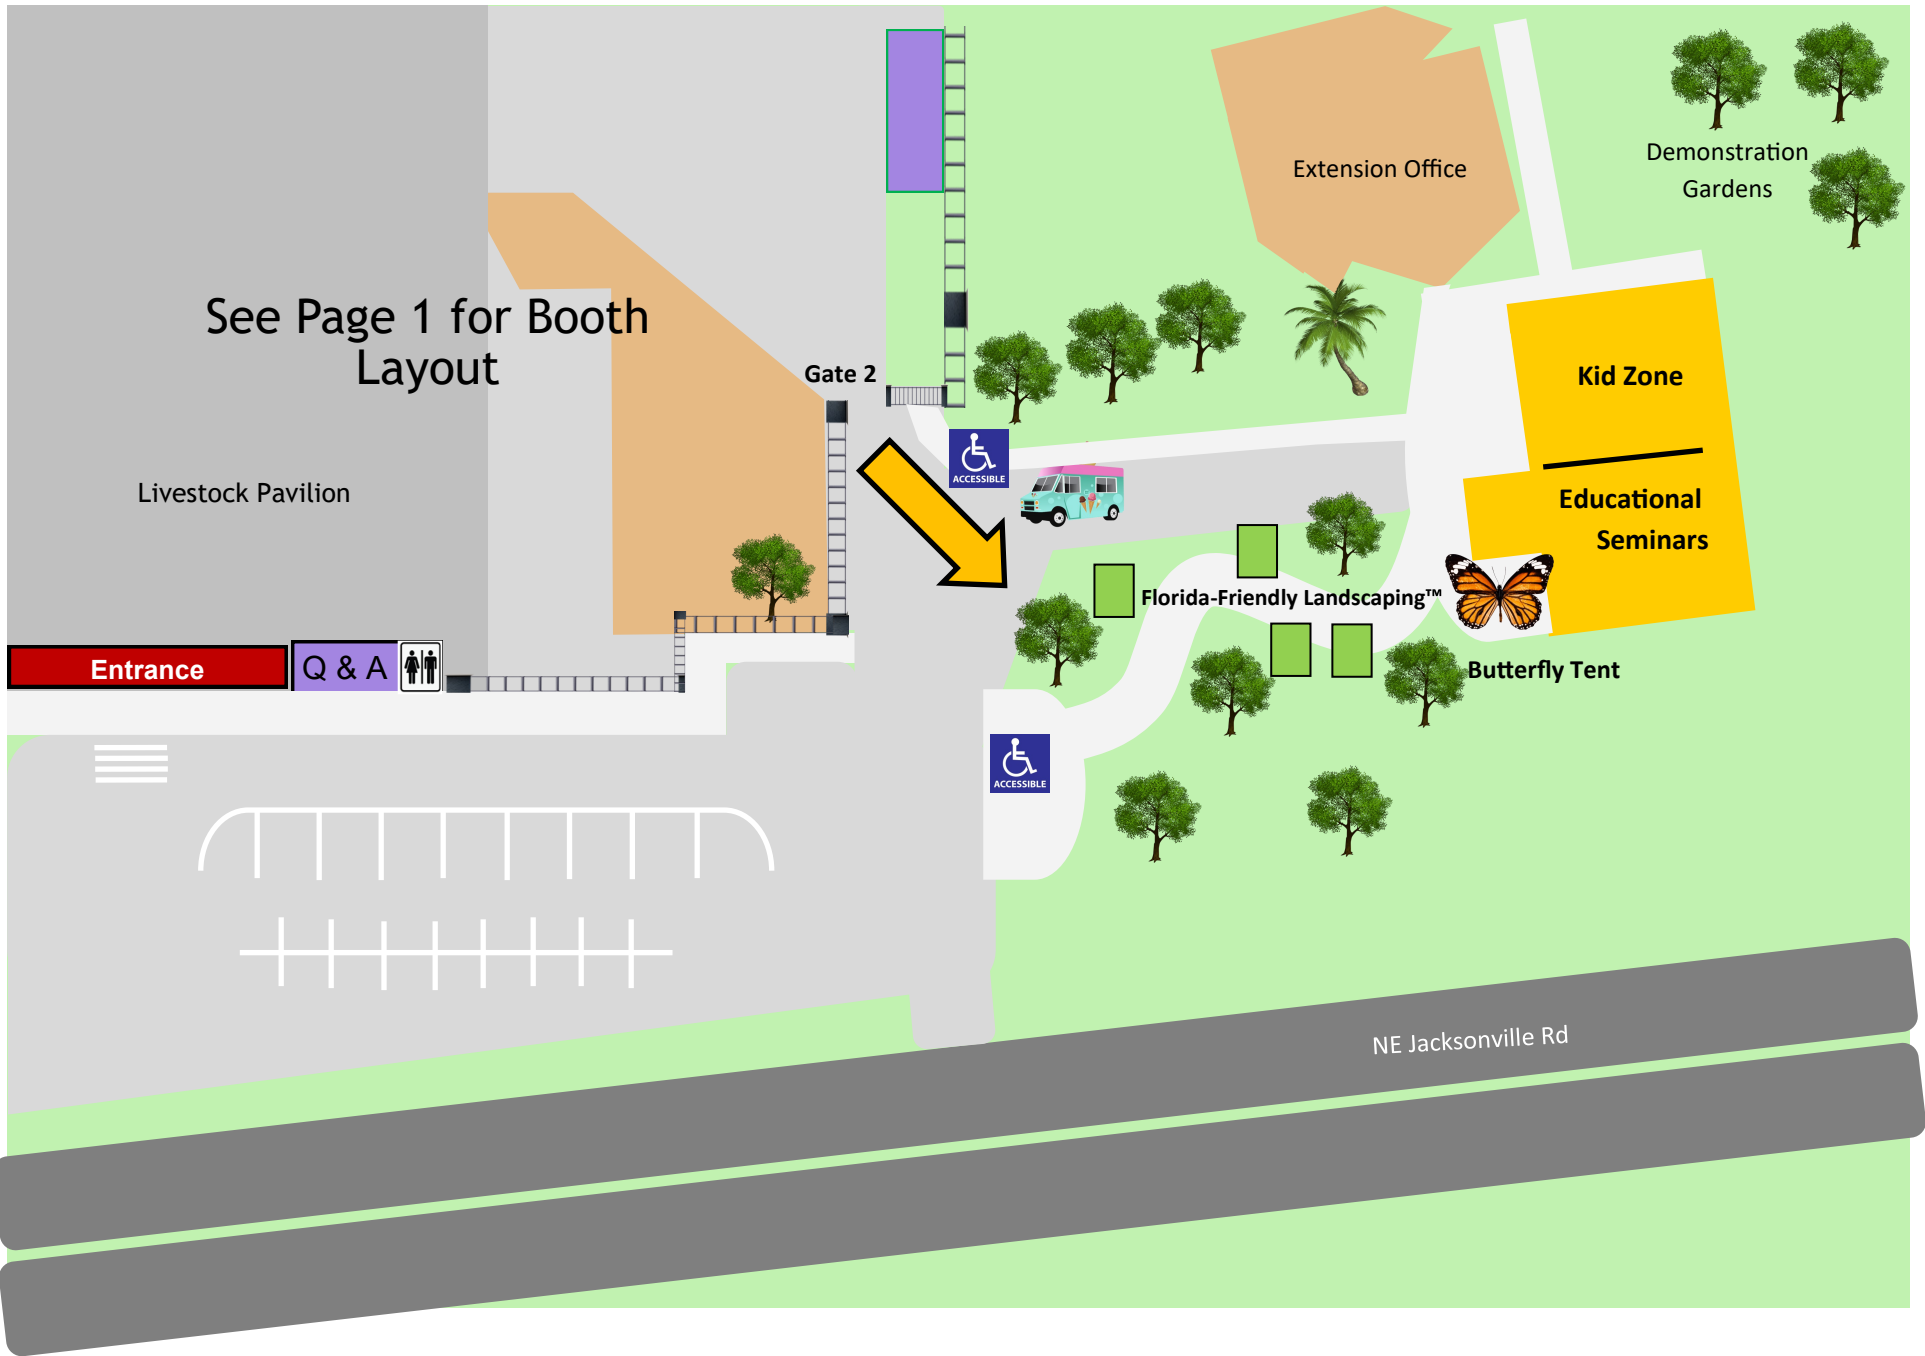 Extension Office
Demonstration
Gardens
See Page 1 for Booth
Layout
Gate 2
Kid Zone
ACCESSIBLE
Livestock Pavilion
Educational
Seminars
Florida-Friendly Landscaping™
Entrance
Q & A
Butterfly Tent
ACCESSIBLE
NE Jacksonville Rd